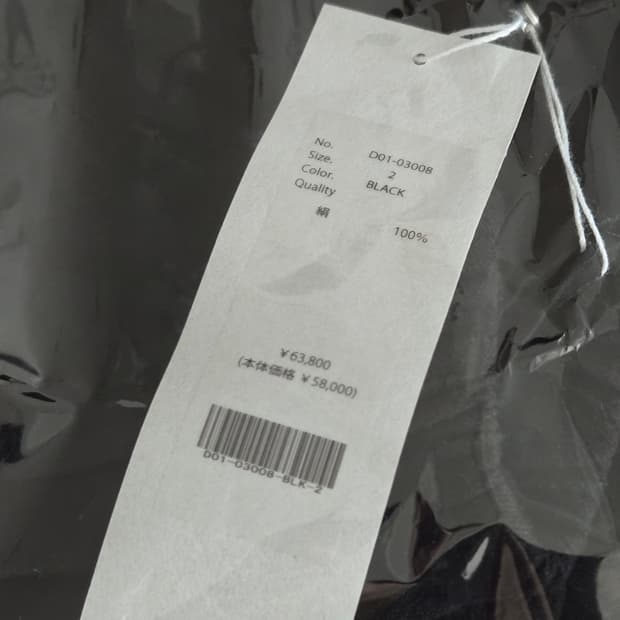 No. D01-03008
Size. 2
Color. BLACK
Quality
絹 100%
¥63,800
(本体価格 ¥58,000)
D01-03008-BLK-2